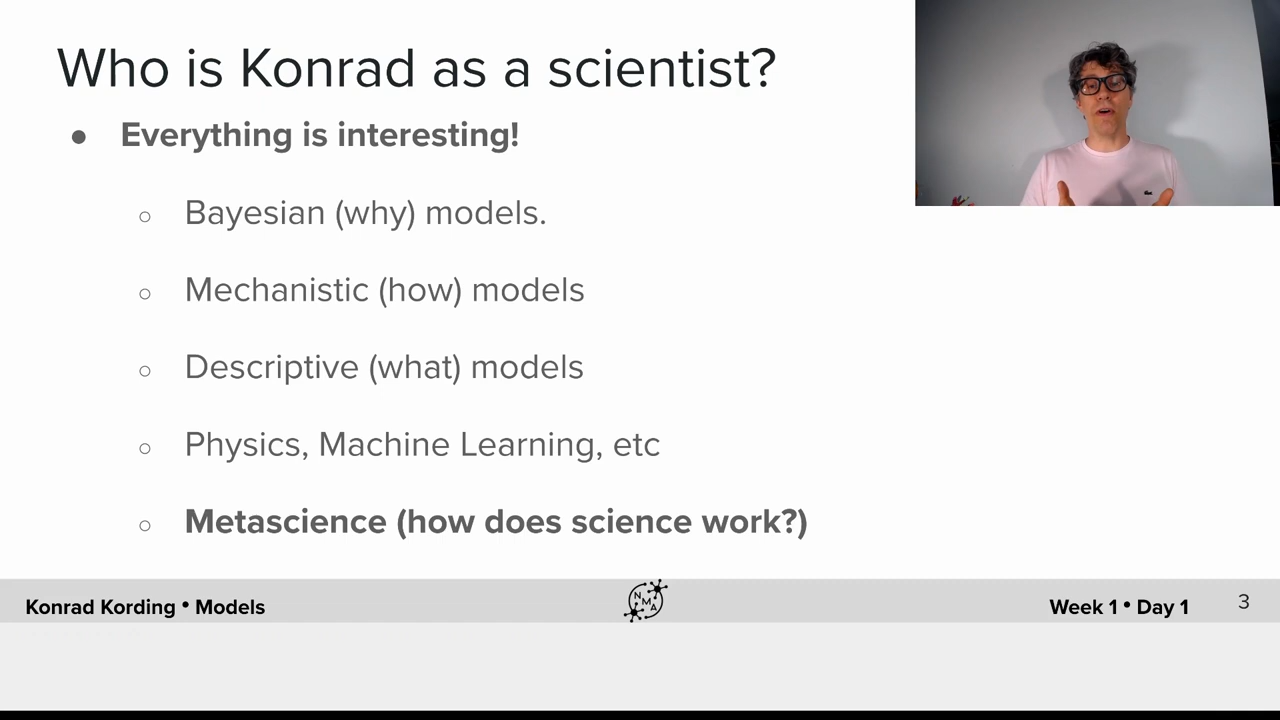 Who is Konrad as a scientist?
● Everything is interesting!
○ Bayesian (why) models.
○ Mechanistic (how) models
○ Descriptive (what) models
○ Physics, Machine Learning, etc
○ Metascience (how does science work?)
Konrad Kording • Models
NMA
Week 1 • Day 1
3